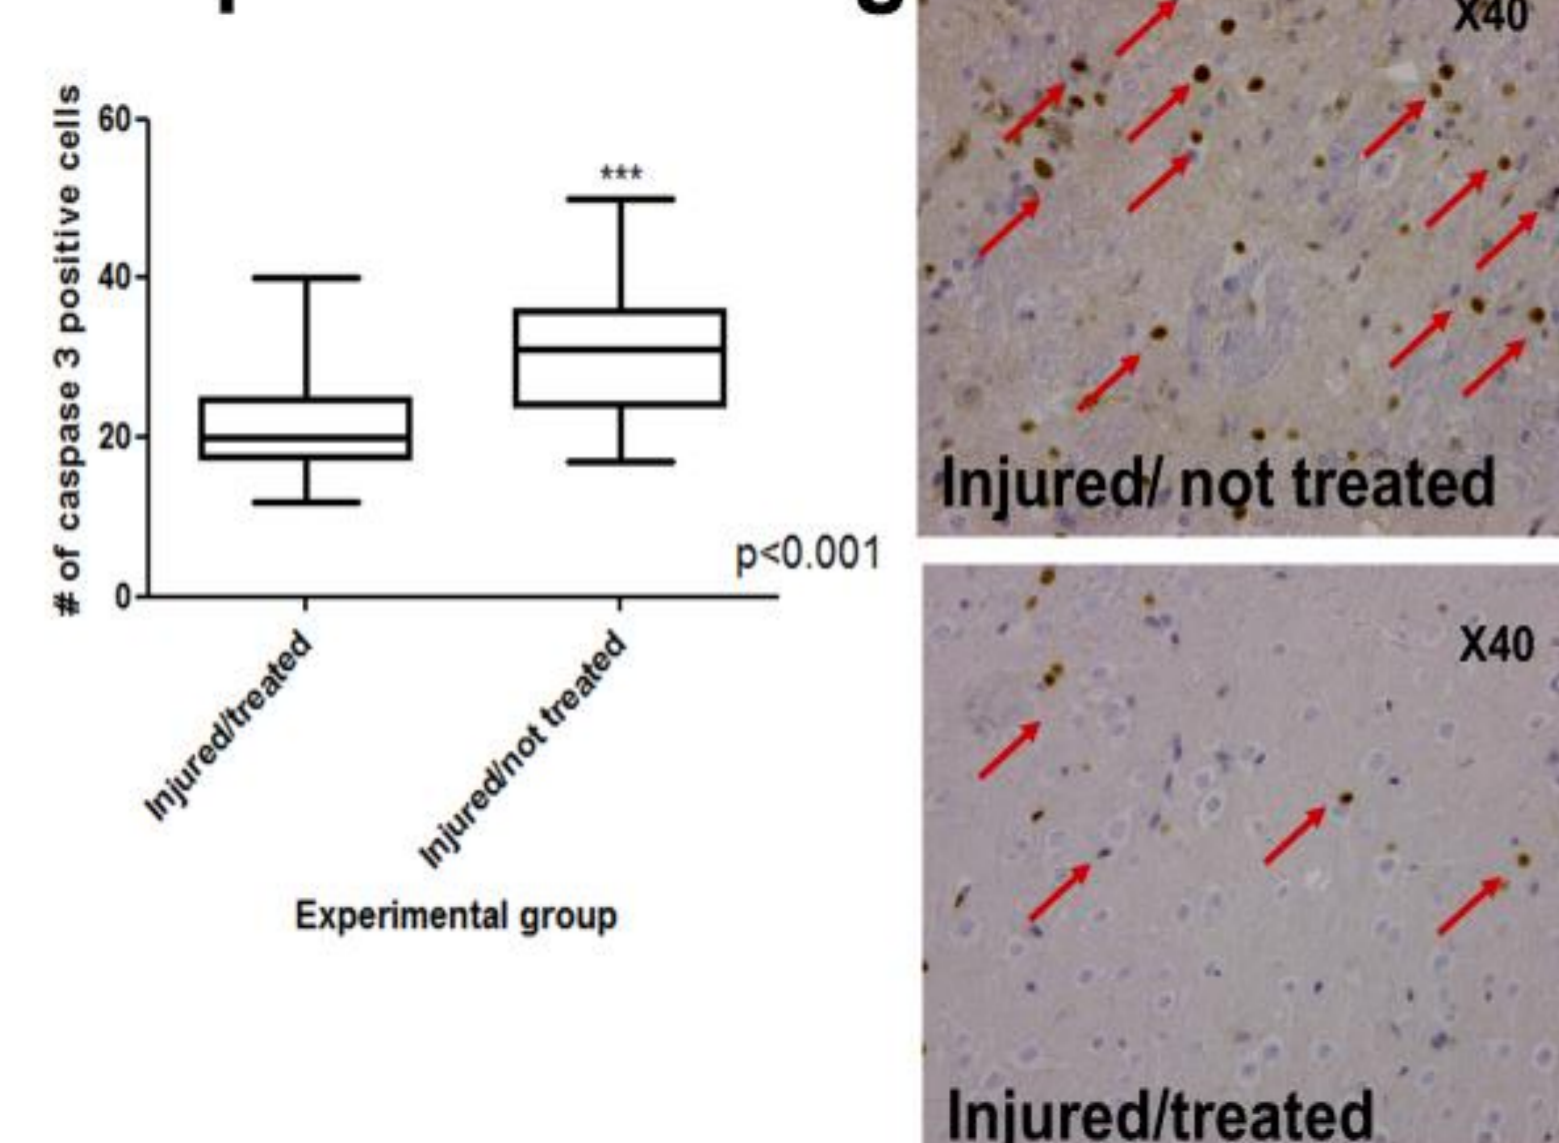 60
40
20
0
# of caspase 3 positive cells
***
p<0.001
Injured/treated
Injured/not treated
Experimental group
X40
Injured/ not treated
X40
Injured/treated